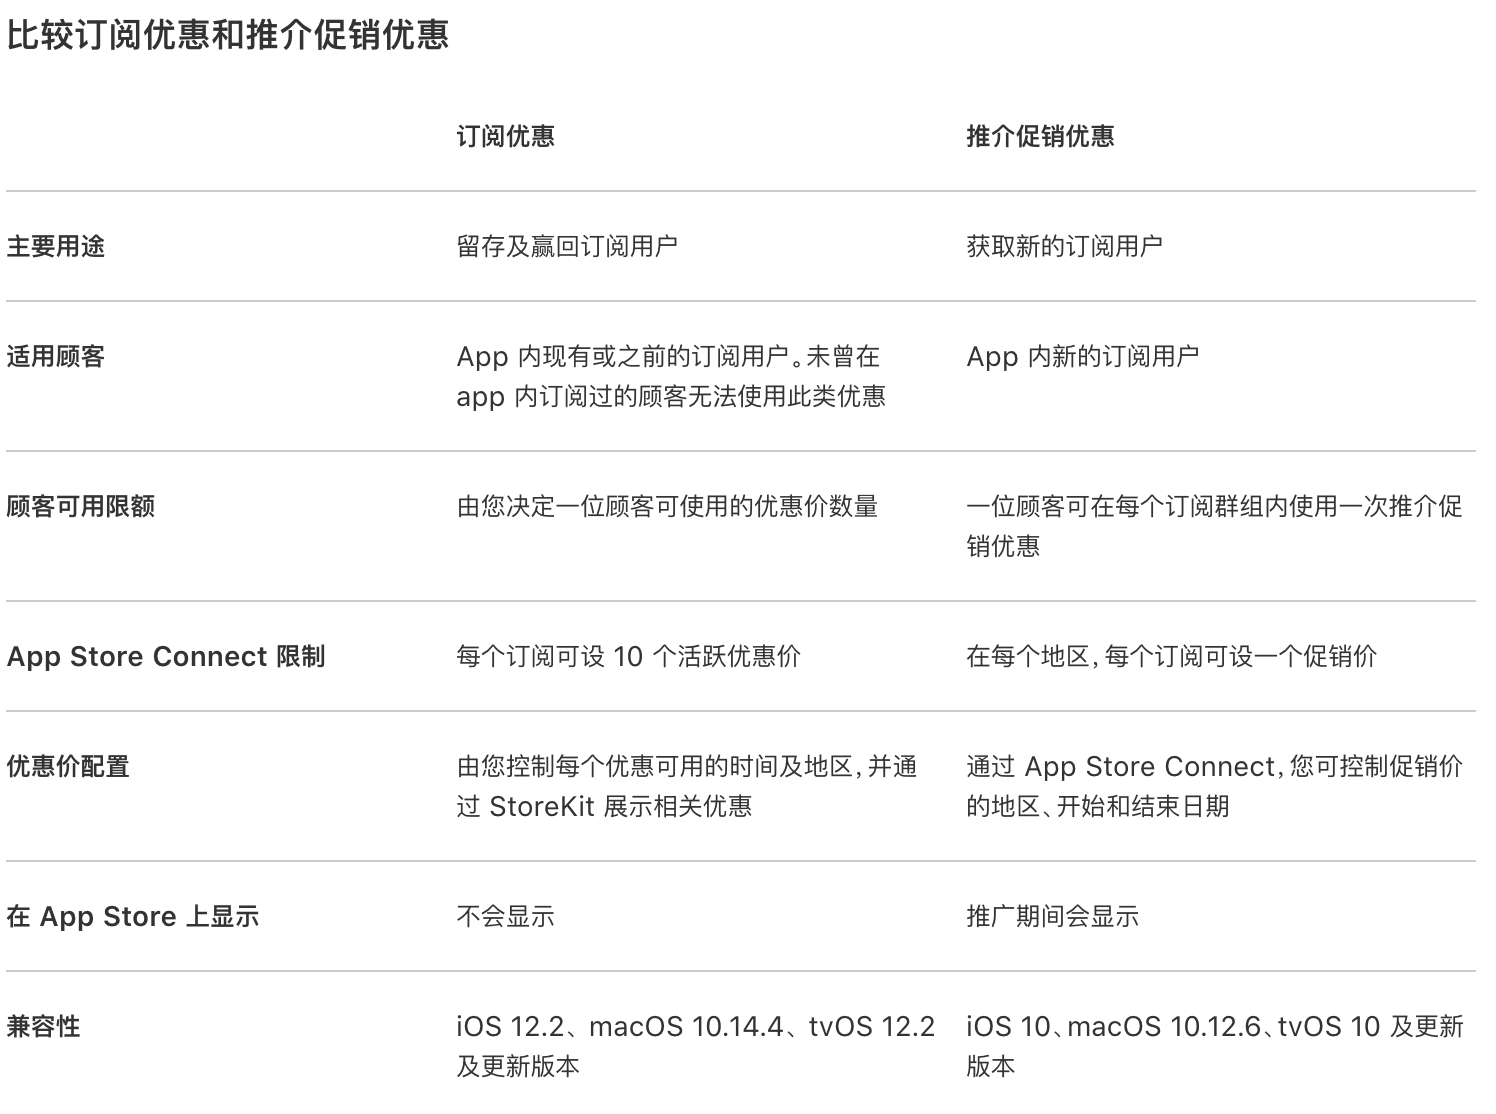 比较订阅优惠和推介促销优惠
订阅优惠 推介促销优惠
主要用途 留存及赢回订阅用户 获取新的订阅用户
适用顾客 App 内现有或之前的订阅用户。未曾在 App 内新的订阅用户
app 内订阅过的顾客无法使用此类优惠
顾客可用限额 由您决定一位顾客可使用的优惠价数量 一位顾客可在每个订阅群组内使用一次推介促
销优惠
App Store Connect 限制 每个订阅可设 10 个活跃优惠价 在每个地区，每个订阅可设一个促销价
优惠价配置 由您控制每个优惠可用的时间及地区，并通 通过 App Store Connect，您可控制促销价
过 StoreKit 展示相关优惠 的地区、开始和结束日期
在 App Store 上显示 不会显示 推广期间会显示
兼容性 iOS 12.2、macOS 10.14.4、tvOS 12.2 iOS 10、macOS 10.12.6、tvOS 10 及更新
及更新版本 版本